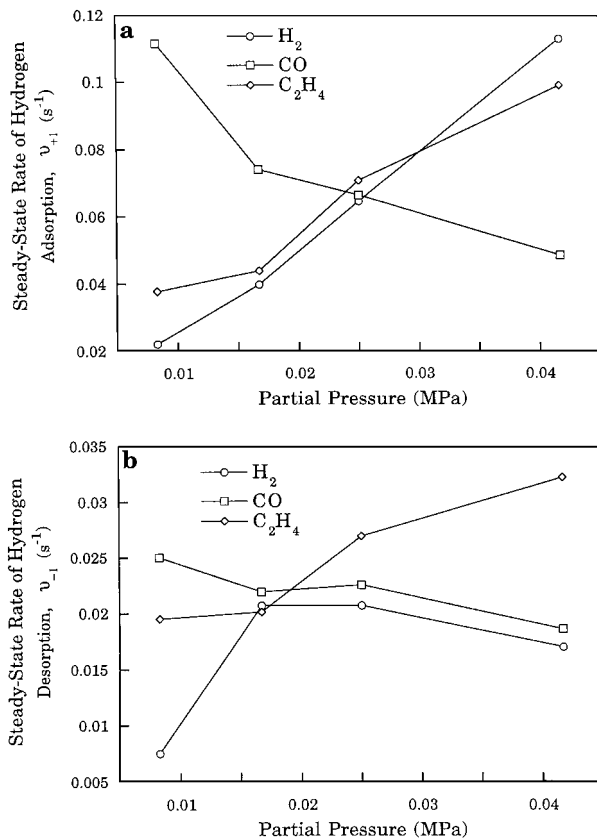 a
H₂
CO
C₂H₄
Steady-State Rate of Hydrogen
Adsorption, υ₊₁ (s⁻¹)
0.12
0.1
0.08
0.06
0.04
0.02
0.01 0.02 0.03 0.04
Partial Pressure (MPa)
b
H₂
CO
C₂H₄
Steady-State Rate of Hydrogen
Desorption, υ₋₁ (s⁻¹)
0.035
0.03
0.025
0.02
0.015
0.01
0.005
0.01 0.02 0.03 0.04
Partial Pressure (MPa)